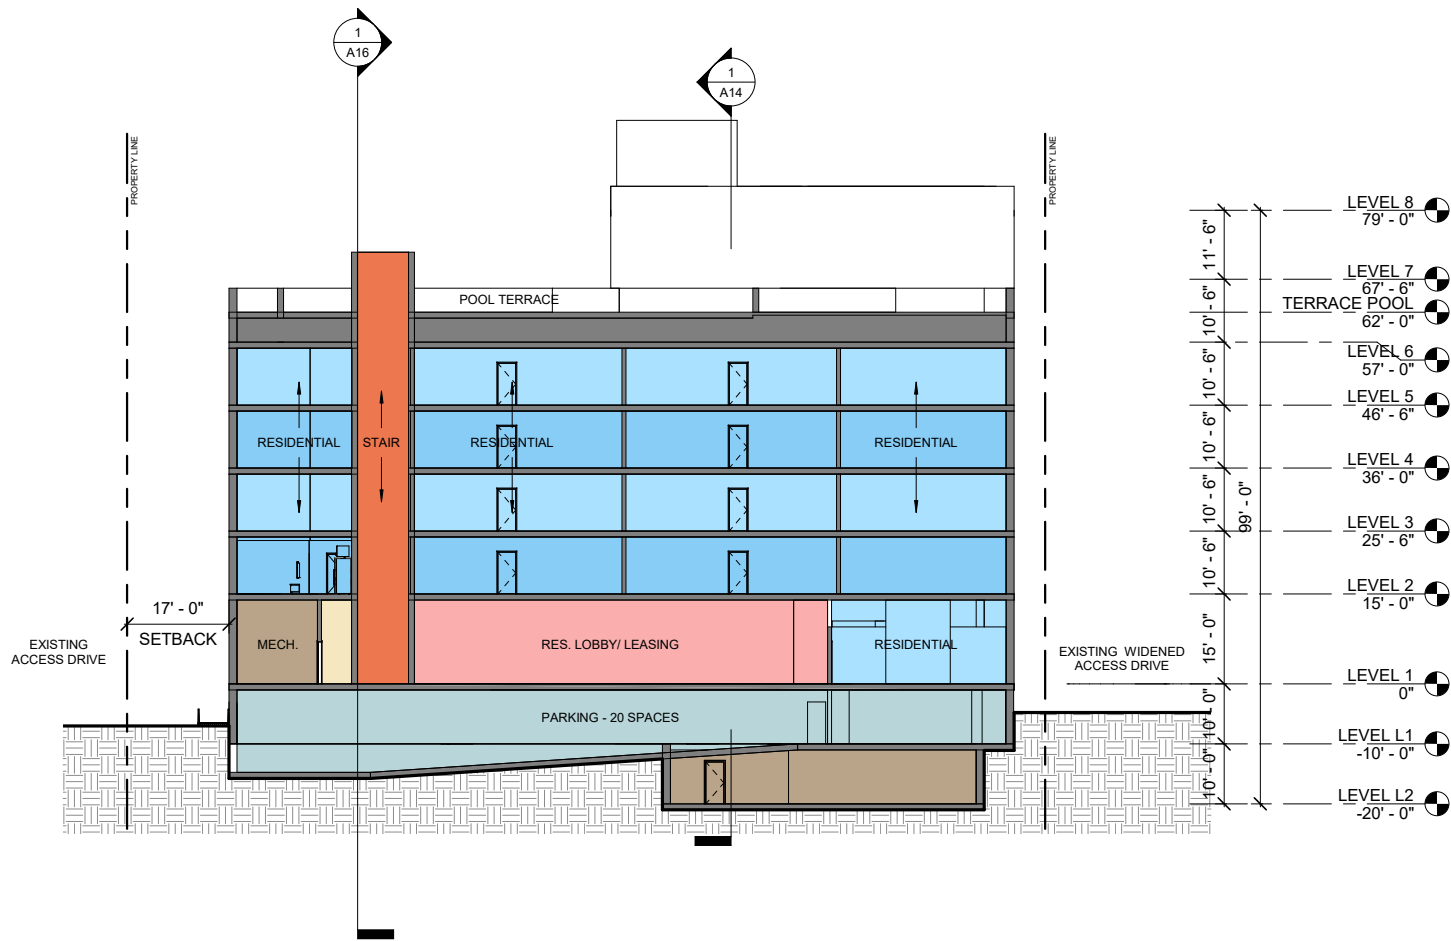 1
A16
1
A14
PROPERTY LINE
PROPERTY LINE
LEVEL 8
79' - 0"
11' - 6"
LEVEL 7
67' - 6"
POOL TERRACE
TERRACE POOL
62' - 0"
10' - 6"
LEVEL 6
57' - 0"
10' - 6"
LEVEL 5
46' - 6"
RESIDENTIAL
STAIR
RESIDENTIAL
RESIDENTIAL
10' - 6"
LEVEL 4
36' - 0"
10' - 6"
99' - 0"
LEVEL 3
25' - 6"
10' - 6"
LEVEL 2
15' - 0"
17' - 0"
SETBACK
EXISTING
ACCESS DRIVE
MECH.
RES. LOBBY/ LEASING
RESIDENTIAL
EXISTING WIDENED
ACCESS DRIVE
15' - 0"
LEVEL 1
0"
PARKING - 20 SPACES
10' - 0"
LEVEL L1
-10' - 0"
10' - 0"
LEVEL L2
-20' - 0"